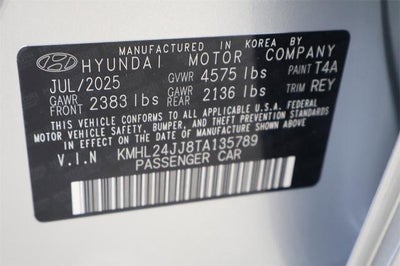 MANUFACTURED IN KOREA BY
HYUNDAI MOTOR COMPANY
JUL/2025 GVWR 4575 lbs PAINT T4A
GAWR FRONT 2383 lbs GAWR REAR 2136 lbs TRIM REY
THIS VEHICLE CONFORMS TO ALL APPLICABLE U.S.A. FEDERAL
MOTOR VEHICLE SAFETY, BUMPER, AND THEFT PREVENTION
STANDARDS IN EFFECT ON THE DATE OF MANUFACTURE SHOWN ABOVE.
V.I.N KMHL24JJ8TA135789
PASSENGER CAR